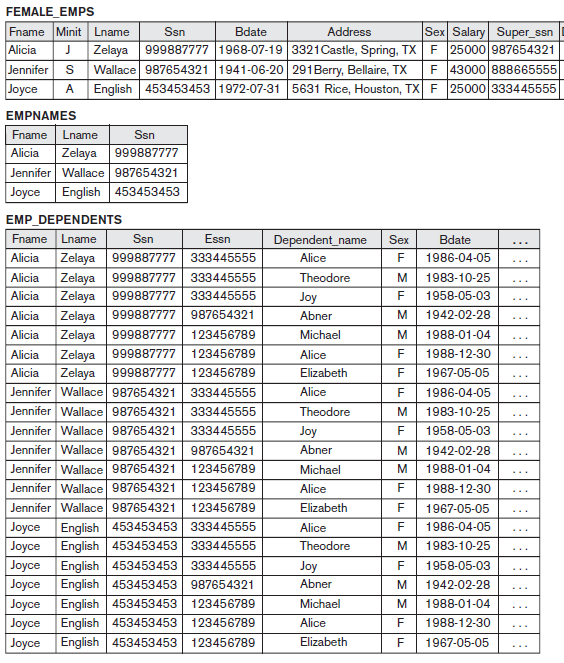 FEMALE_EMPS
Fname Minit Lname Ssn Bdate Address Sex Salary Super_ssn
Alicia J Zelaya 999887777 1968-07-19 3321Castle, Spring, TX F 25000 987654321
Jennifer S Wallace 987654321 1941-06-20 291Berry, Bellaire, TX F 43000 888665555
Joyce A English 453453453 1972-07-31 5631 Rice, Houston, TX F 25000 333445555
EMPNAMES
Fname Lname Ssn
Alicia Zelaya 999887777
Jennifer Wallace 987654321
Joyce English 453453453
EMP_DEPENDENTS
Fname Lname Ssn Essn Dependent_name Sex Bdate ...
Alicia Zelaya 999887777 333445555 Alice F 1986-04-05 ...
Alicia Zelaya 999887777 333445555 Theodore M 1983-10-25 ...
Alicia Zelaya 999887777 333445555 Joy F 1958-05-03 ...
Alicia Zelaya 999887777 987654321 Abner M 1942-02-28 ...
Alicia Zelaya 999887777 123456789 Michael M 1988-01-04 ...
Alicia Zelaya 999887777 123456789 Alice F 1988-12-30 ...
Alicia Zelaya 999887777 123456789 Elizabeth F 1967-05-05 ...
Jennifer Wallace 987654321 333445555 Alice F 1986-04-05 ...
Jennifer Wallace 987654321 333445555 Theodore M 1983-10-25 ...
Jennifer Wallace 987654321 333445555 Joy F 1958-05-03 ...
Jennifer Wallace 987654321 987654321 Abner M 1942-02-28 ...
Jennifer Wallace 987654321 123456789 Michael M 1988-01-04 ...
Jennifer Wallace 987654321 123456789 Alice F 1988-12-30 ...
Jennifer Wallace 987654321 123456789 Elizabeth F 1967-05-05 ...
Joyce English 453453453 333445555 Alice F 1986-04-05 ...
Joyce English 453453453 333445555 Theodore M 1983-10-25 ...
Joyce English 453453453 333445555 Joy F 1958-05-03 ...
Joyce English 453453453 987654321 Abner M 1942-02-28 ...
Joyce English 453453453 123456789 Michael M 1988-01-04 ...
Joyce English 453453453 123456789 Alice F 1988-12-30 ...
Joyce English 453453453 123456789 Elizabeth F 1967-05-05 ...